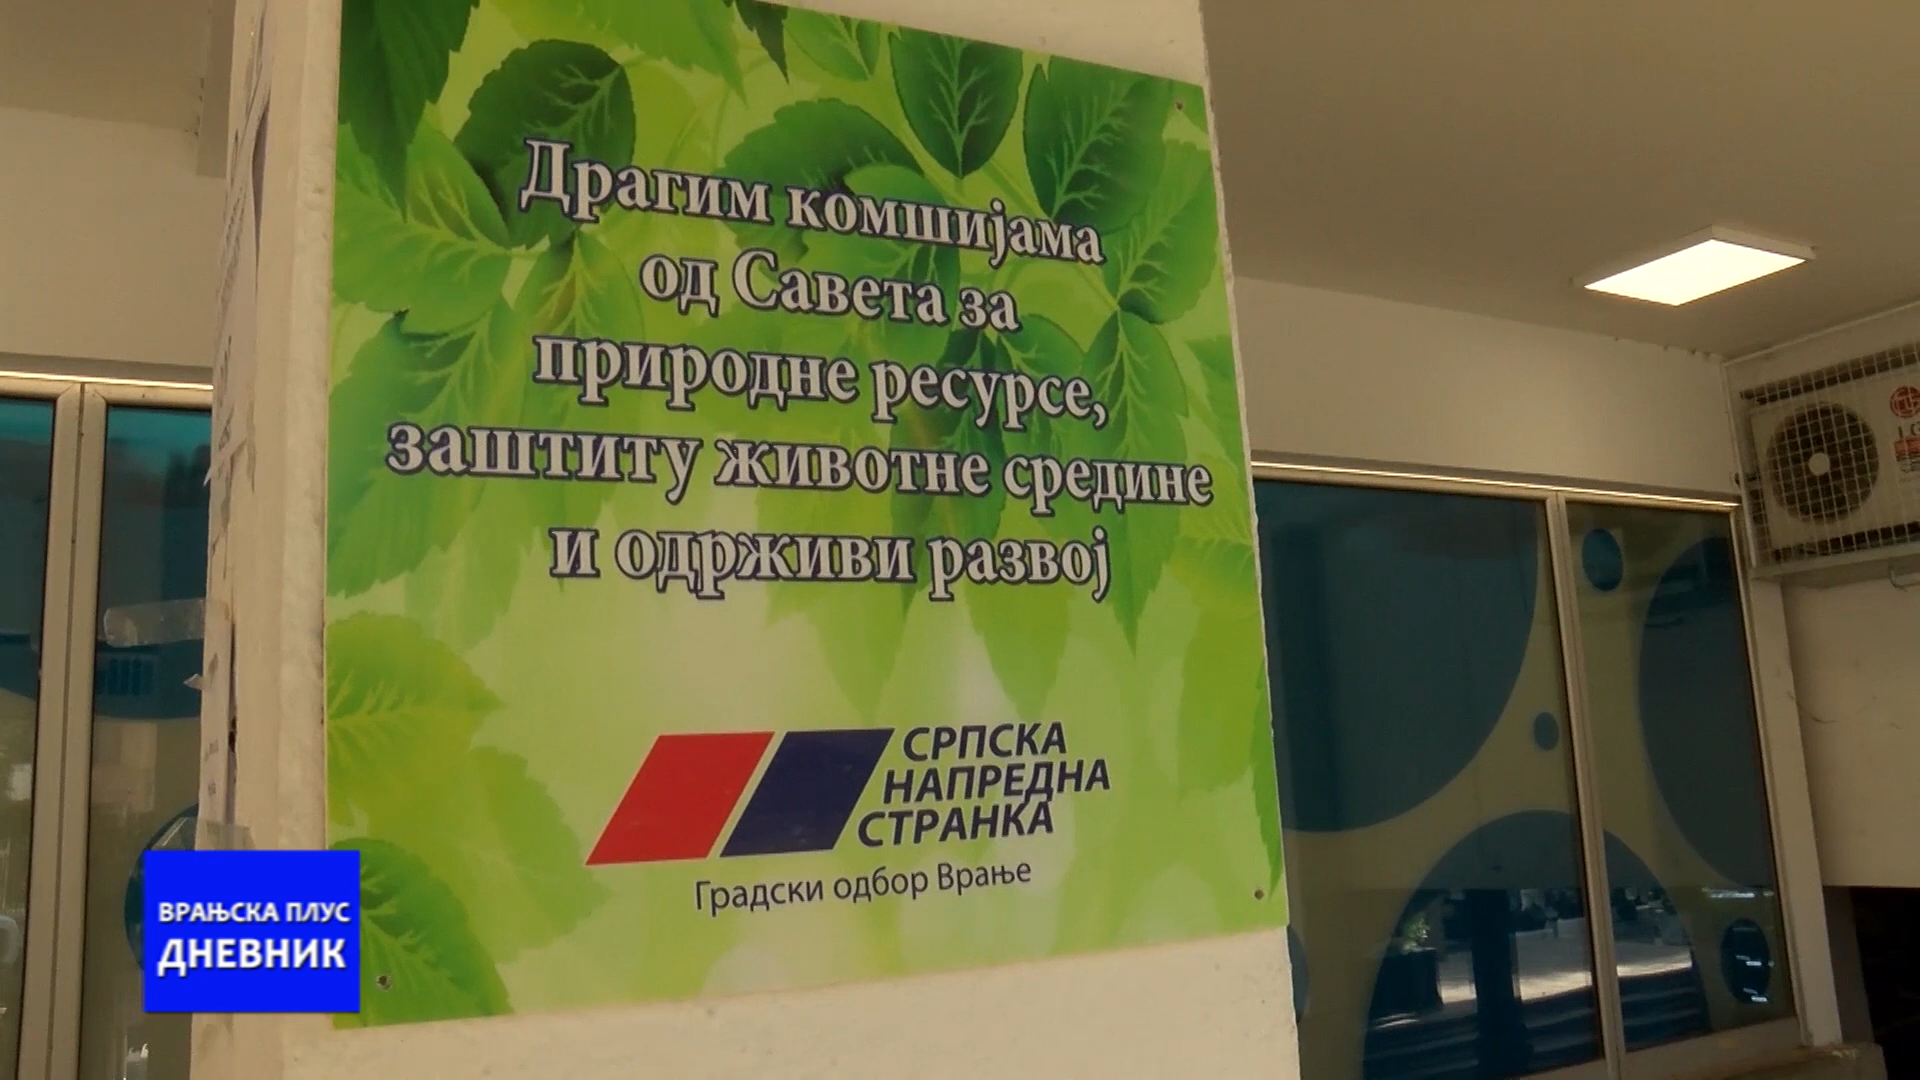 Драгим комшијама
од Савета за
природне ресурсе,
заштиту животне средине
и одрживи развој
СРПСКА
НАПРЕДНА
СТРАНКА
Градски одбор Врање
ВРАЊСКА ПЛУС
ДНЕВНИК
LG